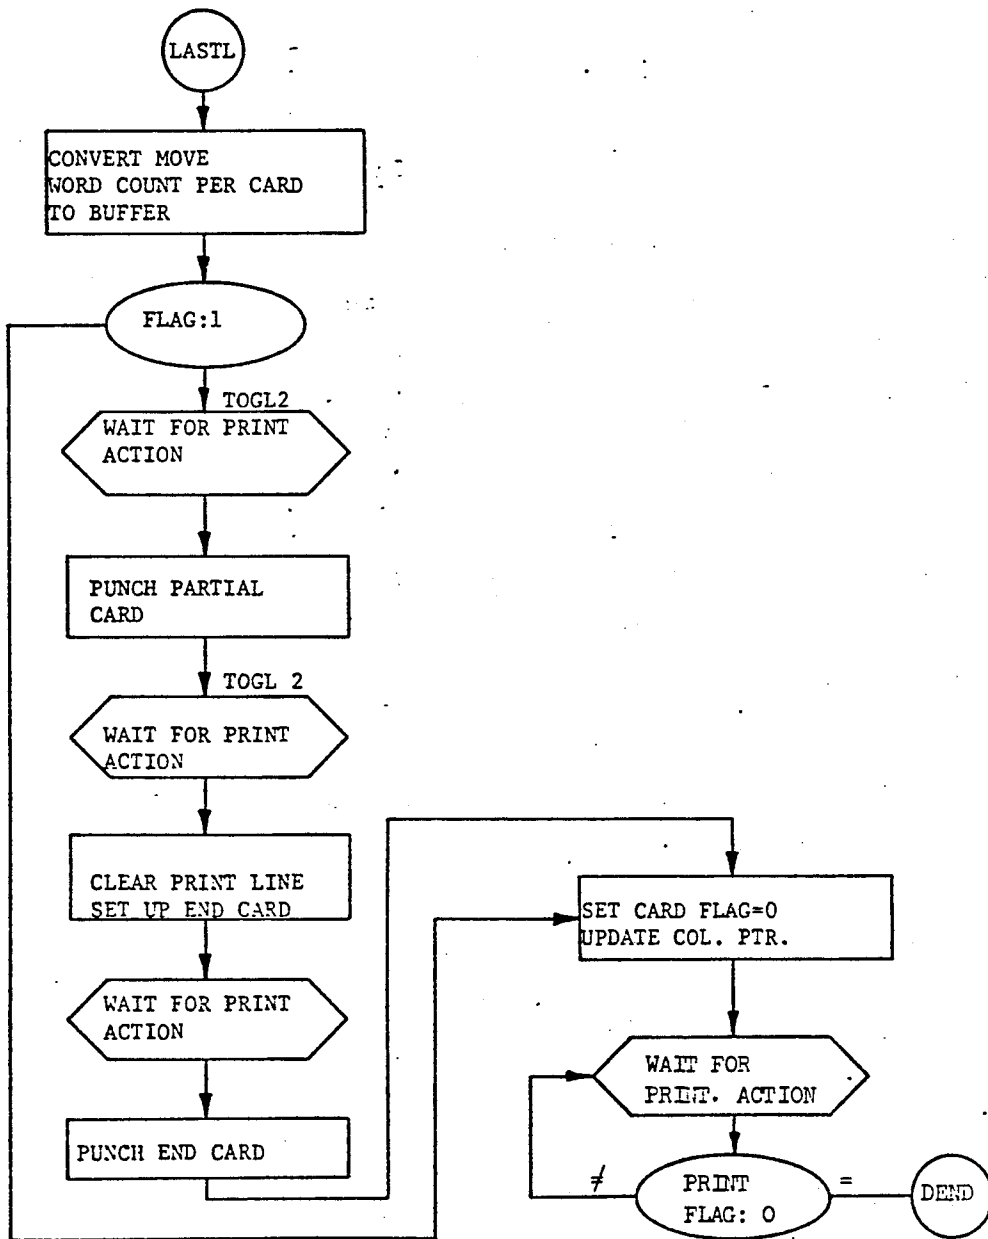 LASTL
CONVERT MOVE
WORD COUNT PER CARD
TO BUFFER
FLAG:1
TOGL2
WAIT FOR PRINT
ACTION
PUNCH PARTIAL
CARD
TOGL 2
WAIT FOR PRINT
ACTION
CLEAR PRINT LINE
SET UP END CARD
WAIT FOR PRINT
ACTION
PUNCH END CARD
SET CARD FLAG=0
UPDATE COL. PTR.
WAIT FOR
PRINT. ACTION
≠
PRINT
FLAG: 0
=
DEND